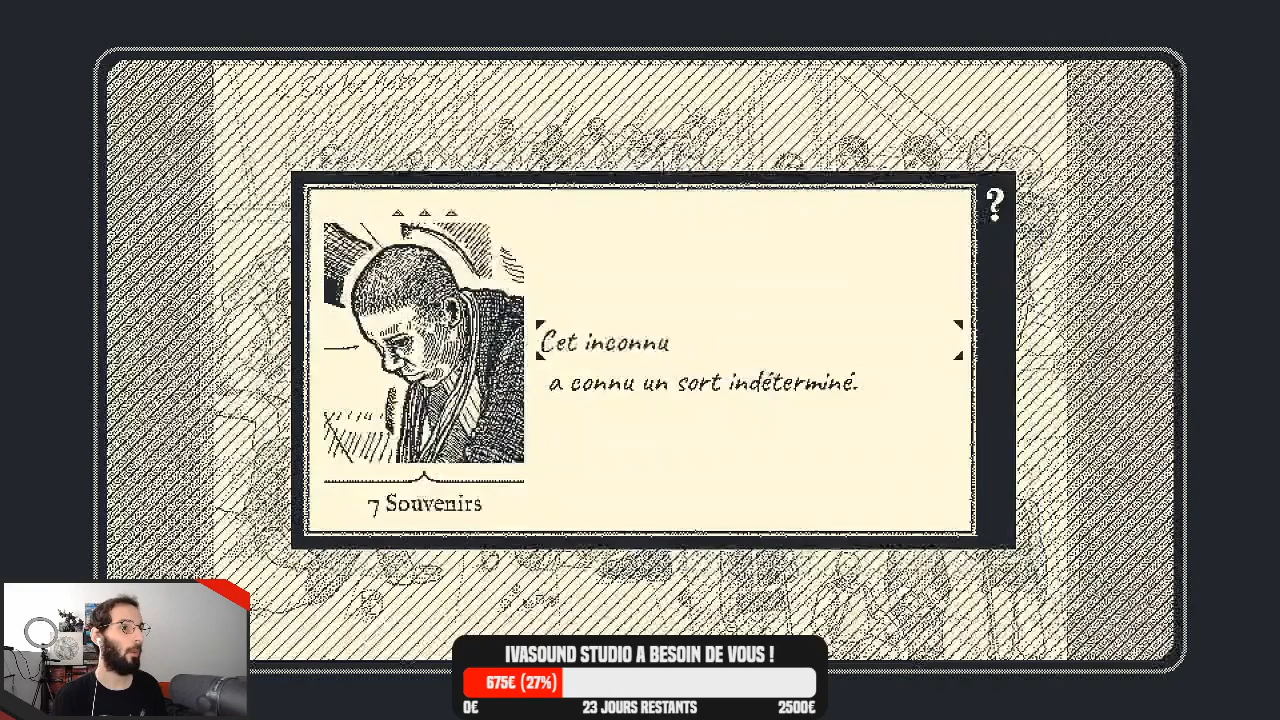 ?
Cet inconnu
a connu un sort indéterminé.
7 Souvenirs
IVASOUND STUDIO A BESOIN DE VOUS !
675€ (27%)
0€ 23 JOURS RESTANTS 2500€